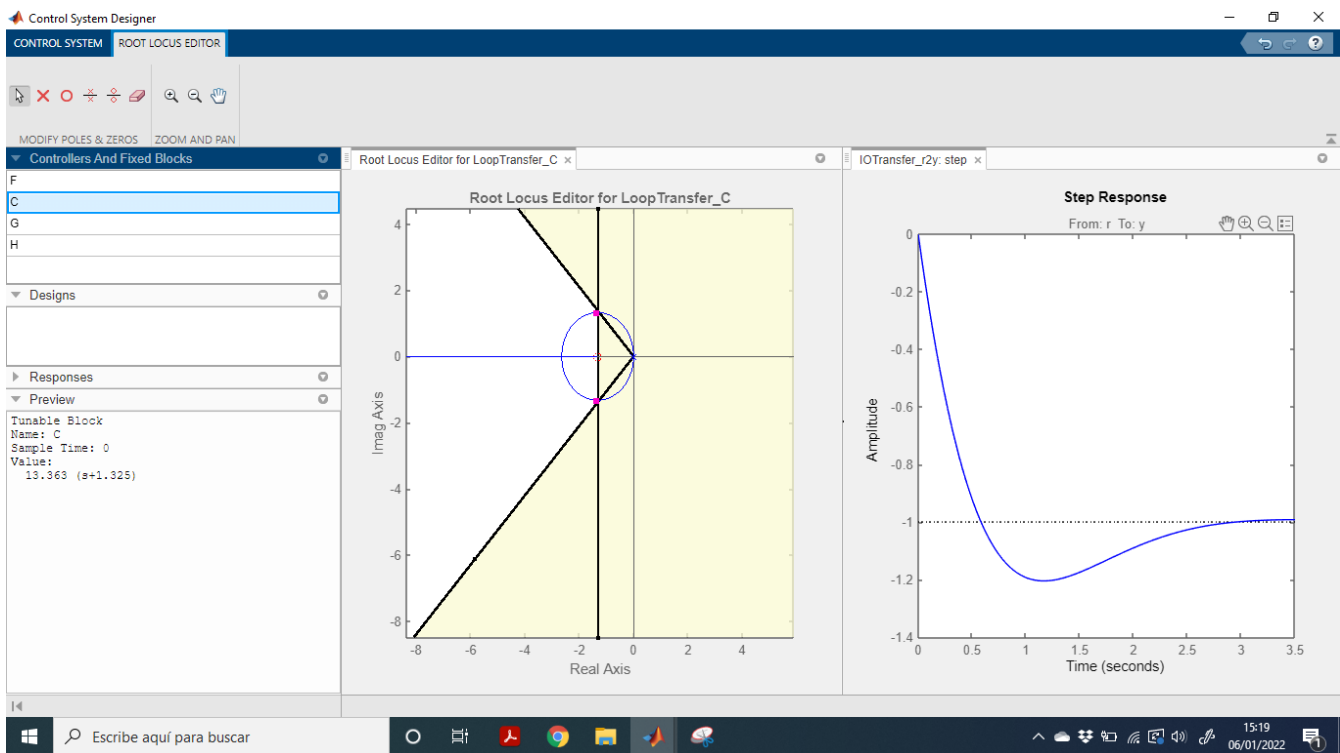 Control System Designer
CONTROL SYSTEM
ROOT LOCUS EDITOR
MODIFY POLES & ZEROS
ZOOM AND PAN
Controllers And Fixed Blocks
F
C
G
H
Designs
Responses
Preview
Tunable Block
Name: C
Sample Time: 0
Value:
13.363 (s+1.325)
Root Locus Editor for LoopTransfer_C
Root Locus Editor for LoopTransfer_C
4
2
0
-2
-4
-6
-8
-8 -6 -4 -2 0 2 4
Imag Axis
Real Axis
IOTransfer_r2y: step
Step Response
From: r To: y
0
-0.2
-0.4
-0.6
-0.8
-1
-1.2
-1.4
0 0.5 1 1.5 2 2.5 3 3.5
Amplitude
Time (seconds)
Escribe aquí para buscar
15:19
06/01/2022
1